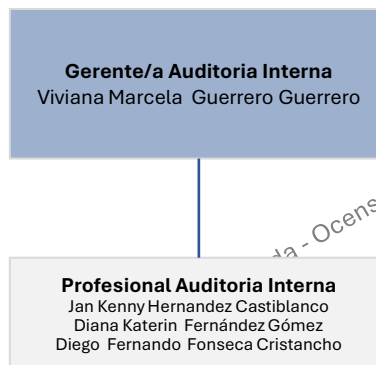 Gerente/a Auditoria Interna
Viviana Marcela Guerrero Guerrero
- Ocens
Profesional Auditoria Interna
Jan Kenny Hernandez Castiblanco
Diana Katerin Fernández Gómez
Diego Fernando Fonseca Cristancho